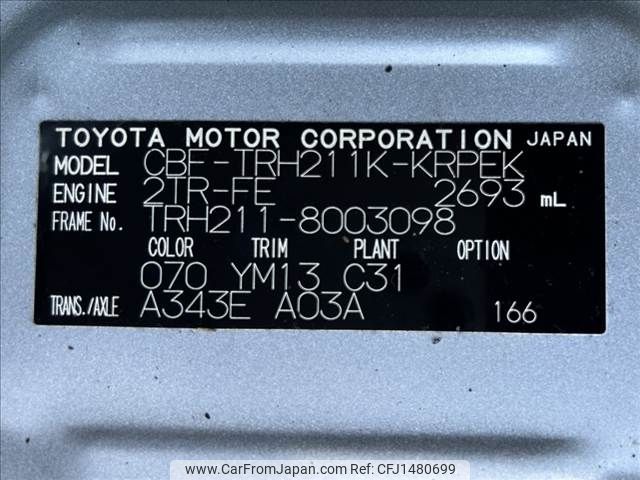 TOYOTA MOTOR CORPORATION JAPAN
MODEL CBF-TRH211K-KRPEK
ENGINE 2TR-FE 2693 mL
FRAME No. TRH211-8003098
COLOR TRIM PLANT OPTION
070 YM13 C31
TRANS./AXLE A343E A03A 166
www.CarFromJapan.com | ID: CFJ1480699